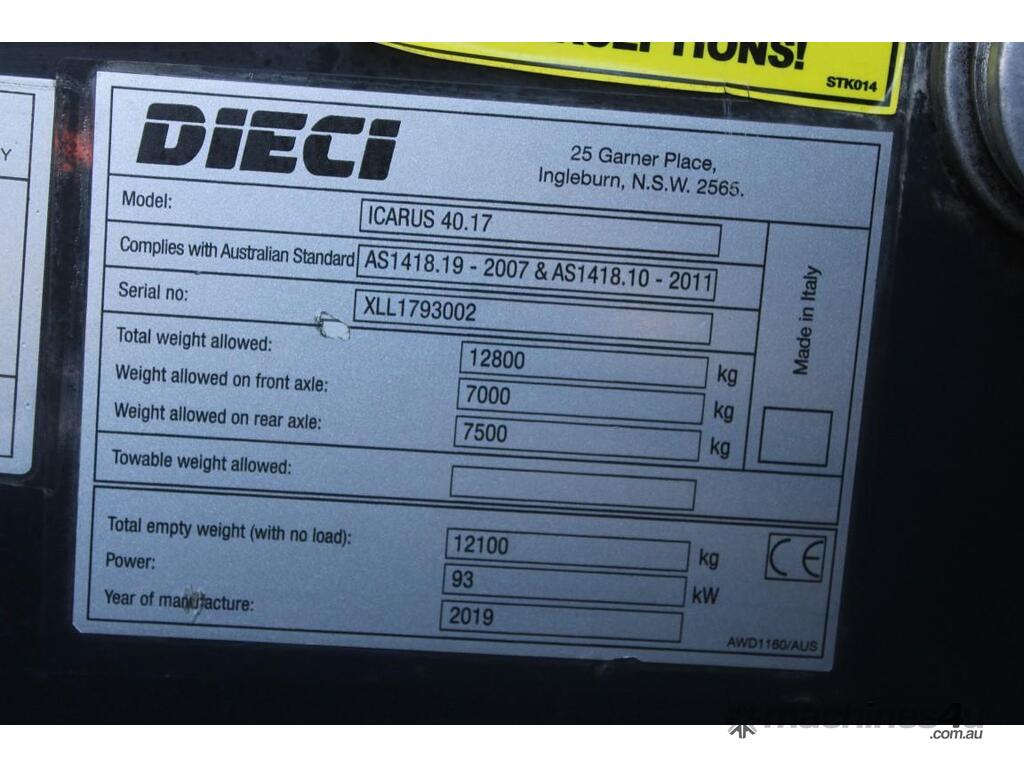 TIONS!
STK014
Y
DIECI
25 Garner Place,
Ingleburn, N.S.W. 2565.
Model: ICARUS 40.17
Complies with Australian Standard AS1418.19 - 2007 & AS1418.10 - 2011
Serial no: XLL1793002
Made in Italy
Total weight allowed: 12800 kg
Weight allowed on front axle: 7000 kg
Weight allowed on rear axle: 7500 kg
Towable weight allowed:
Total empty weight (with no load): 12100 kg
CE
Power: 93 kW
Year of manufacture: 2019
AWD1160/AUS
machines4u
.com.au